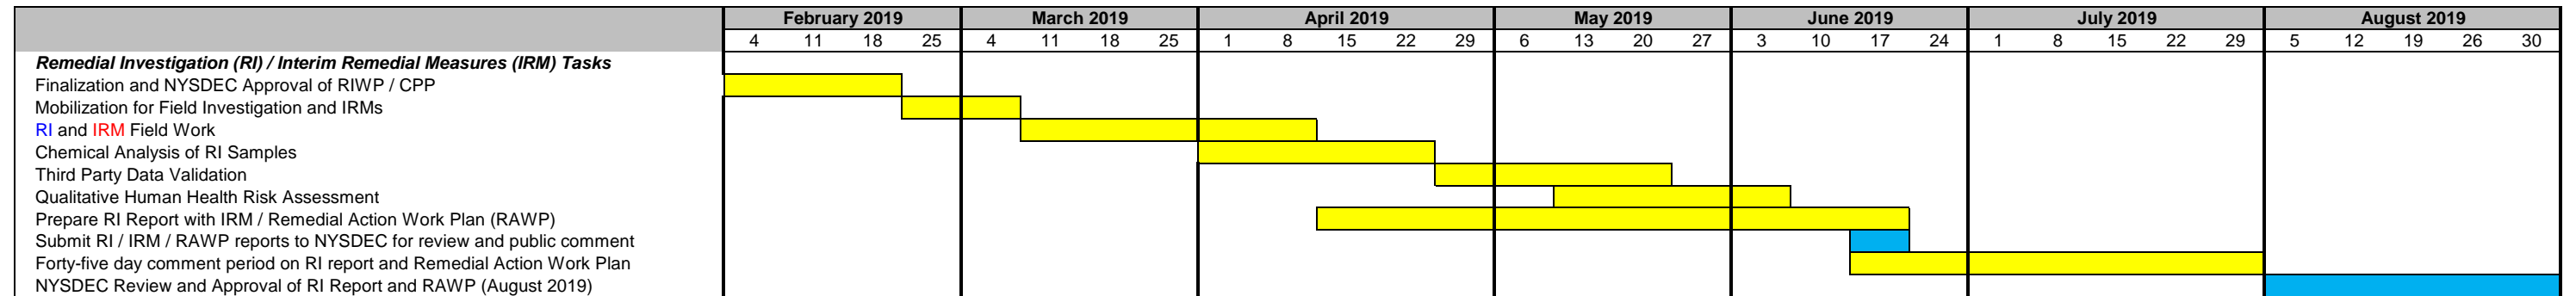 February 2019 March 2019 April 2019 May 2019 June 2019 July 2019 August 2019
4 11 18 25 4 11 18 25 1 8 15 22 29 6 13 20 27 3 10 17 24 1 8 15 22 29 5 12 19 26 30
Remedial Investigation (RI) / Interim Remedial Measures (IRM) Tasks
Finalization and NYSDEC Approval of RIWP / CPP
Mobilization for Field Investigation and IRMs
RI and IRM Field Work
Chemical Analysis of RI Samples
Third Party Data Validation
Qualitative Human Health Risk Assessment
Prepare RI Report with IRM / Remedial Action Work Plan (RAWP)
Submit RI / IRM / RAWP reports to NYSDEC for review and public comment
Forty-five day comment period on RI report and Remedial Action Work Plan
NYSDEC Review and Approval of RI Report and RAWP (August 2019)